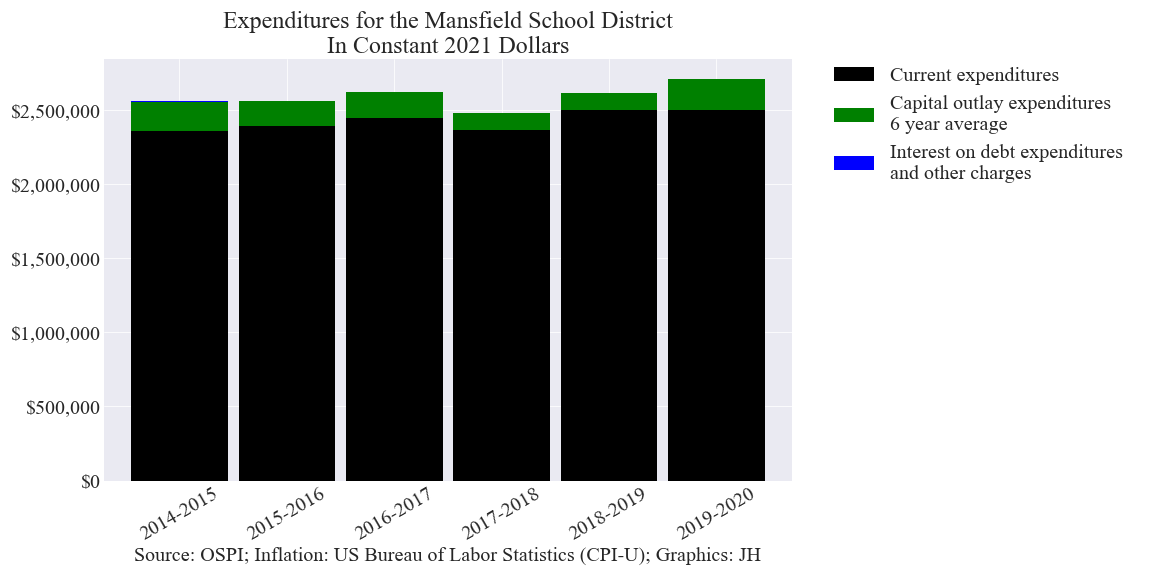 Expenditures for the Mansfield School District
In Constant 2021 Dollars
Current expenditures
Capital outlay expenditures
6 year average
Interest on debt expenditures
and other charges
$2,500,000
$2,000,000
$1,500,000
$1,000,000
$500,000
$0
2014-2015
2015-2016
2016-2017
2017-2018
2018-2019
2019-2020
Source: OSPI; Inflation: US Bureau of Labor Statistics (CPI-U); Graphics: JH